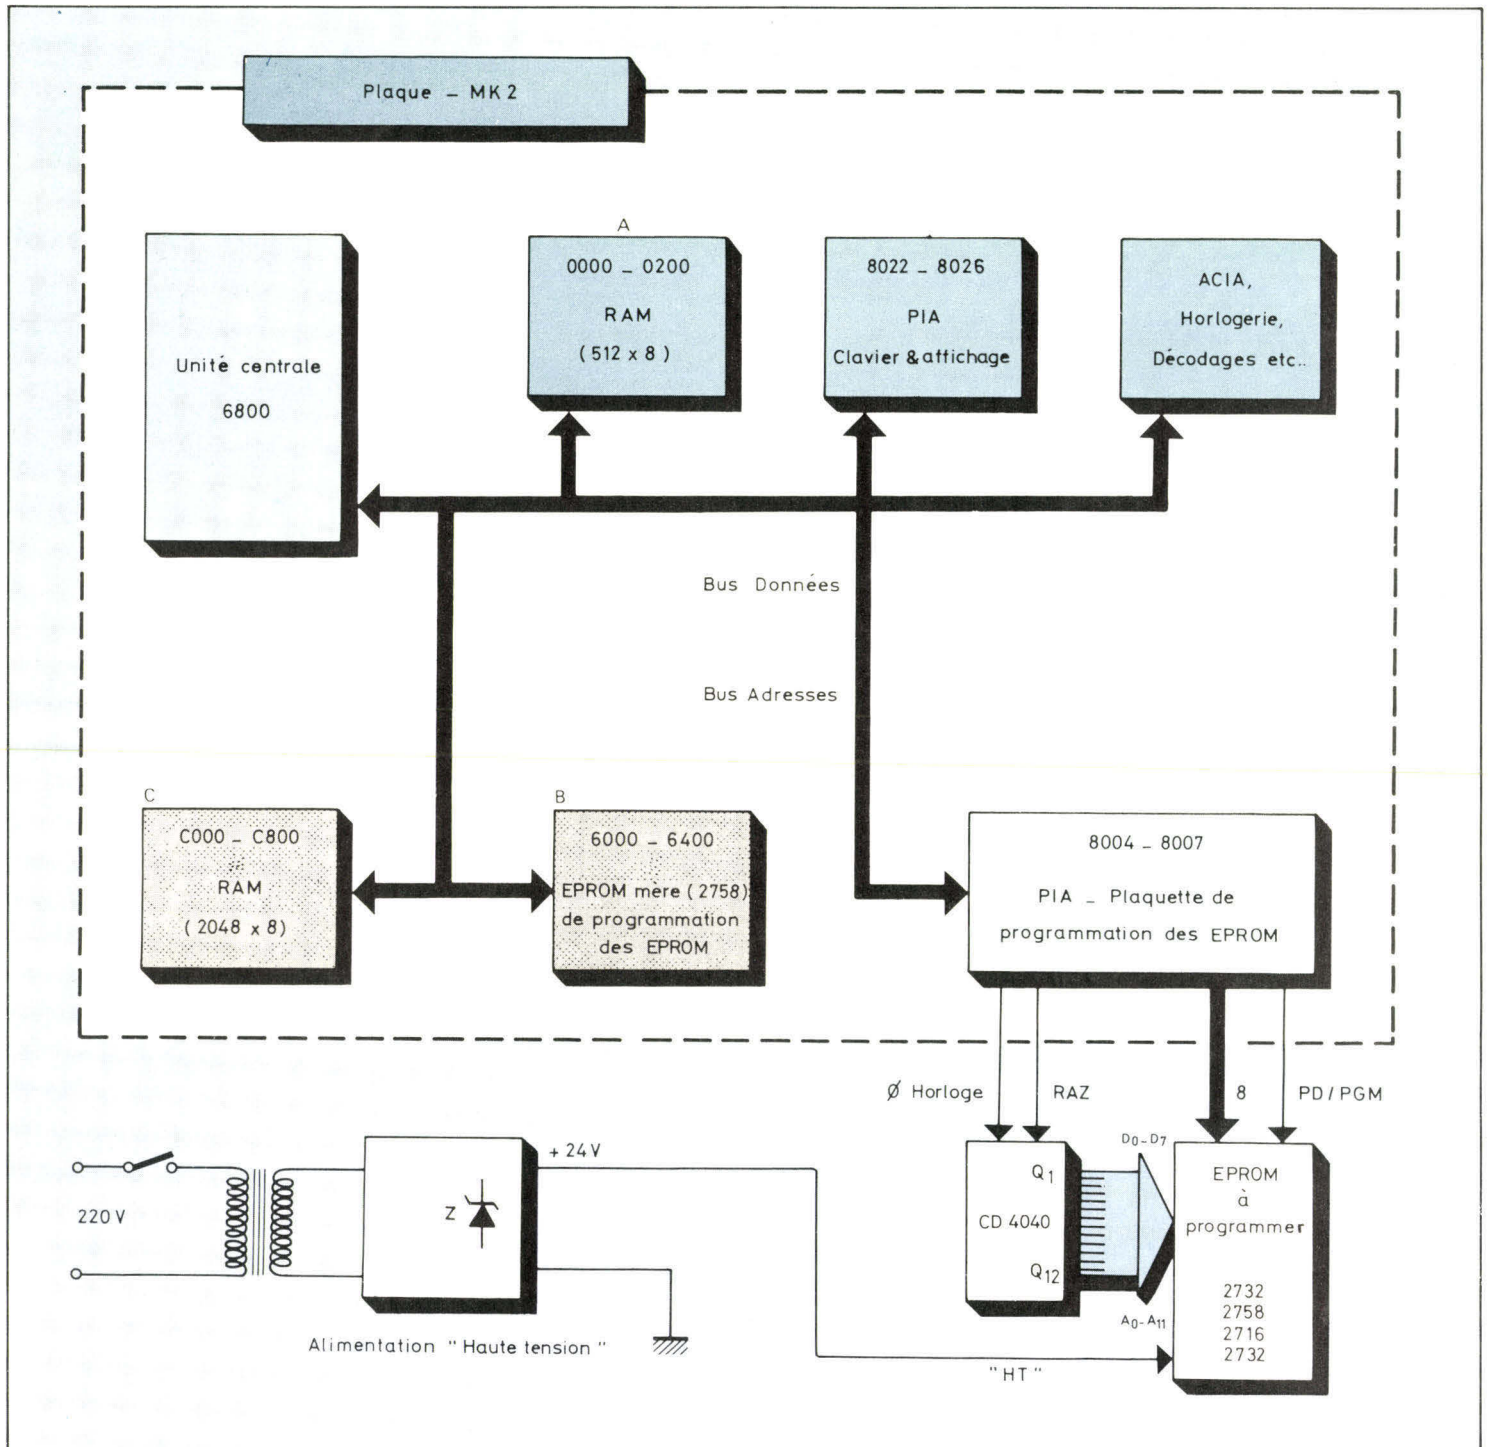 Plaque – MK2
Unité centrale
6800
A
0000 – 0200
RAM
(512 x 8)
8022 – 8026
PIA
Clavier & affichage
ACIA,
Horlogerie,
Décodages etc..
Bus Données
Bus Adresses
C
C000 – C800
RAM
(2048 x 8)
B
6000 – 6400
EPROM mère (2758)
de programmation
des EPROM
8004 – 8007
PIA – Plaquette de
programmation des EPROM
Ø Horloge
RAZ
8
PD/PGM
220 V
Z
+ 24V
Alimentation "Haute tension"
Q1
CD 4040
Q12
D0-D7
A0-A11
EPROM
à
programmer
2732
2758
2716
2732
"HT"